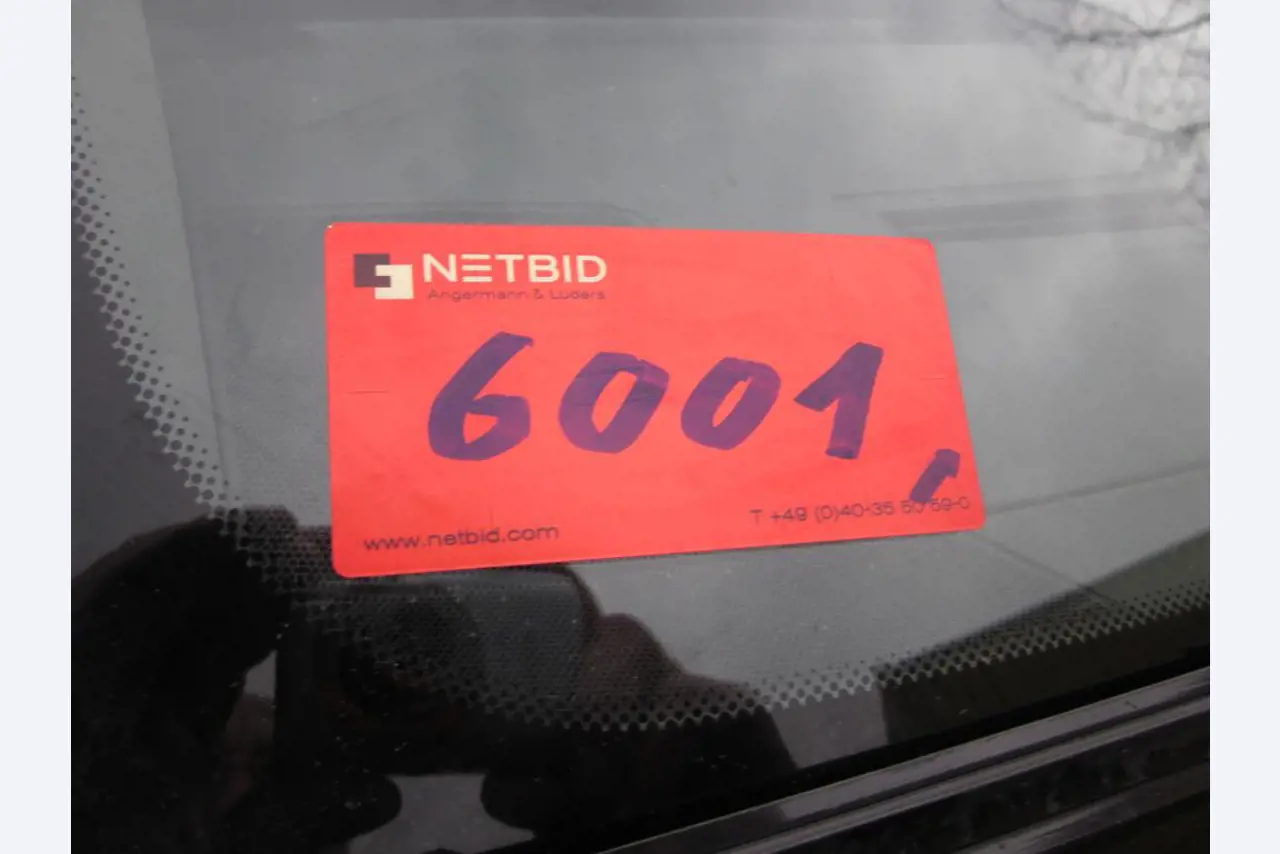 NETBID
Angermann & Lüders
6001,
www.netbid.com
T +49 (0)40-35 50 59-0